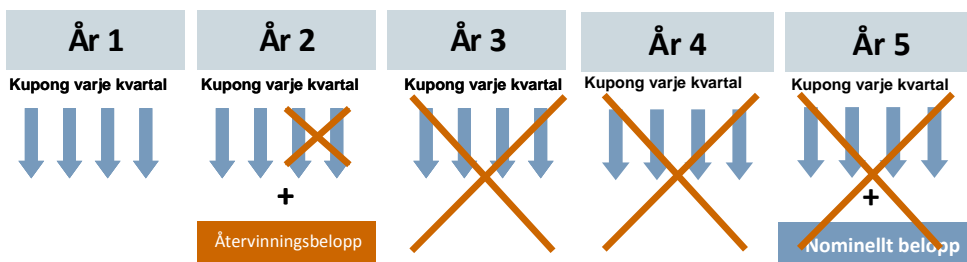 År 1
År 2
År 3
År 4
År 5
Kupong varje kvartal
Kupong varje kvartal
Kupong varje kvartal
Kupong varje kvartal
Kupong varje kvartal
+
+
Återvinningsbelopp
Nominellt belopp